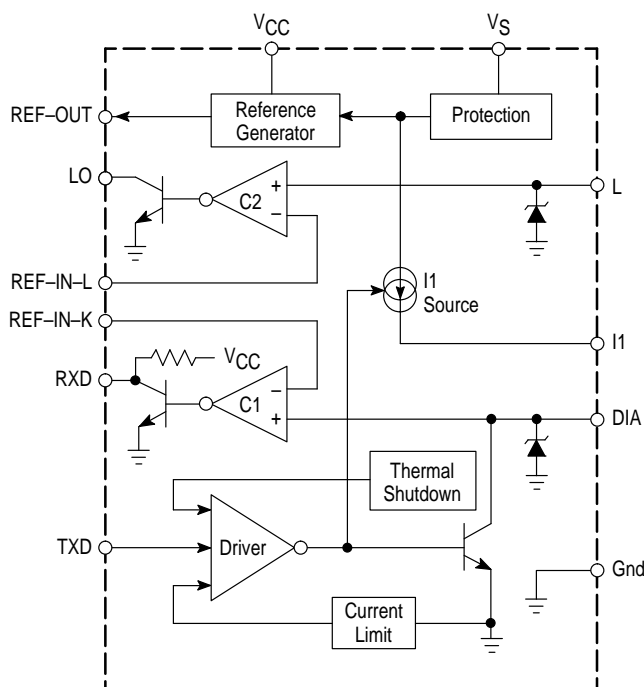 VCC
VS
REF–OUT
Reference
Generator
Protection
LO
C2
+
–
L
REF–IN–L
REF–IN–K
I1
Source
I1
RXD
VCC
C1
–
+
DIA
Thermal
Shutdown
TXD
Driver
Current
Limit
Gnd